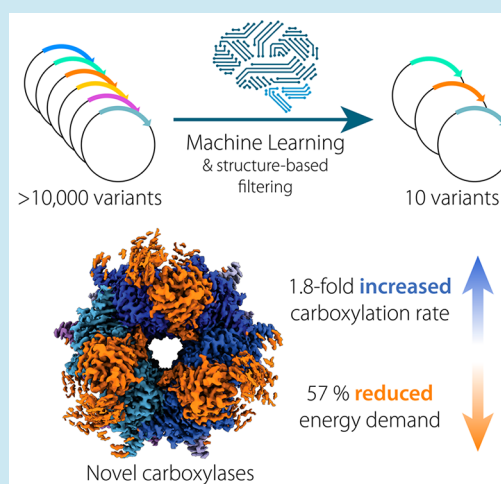 Machine Learning
& structure-based
filtering
>10,000 variants
10 variants
1.8-fold increased
carboxylation rate
57 % reduced
energy demand
Novel carboxylases